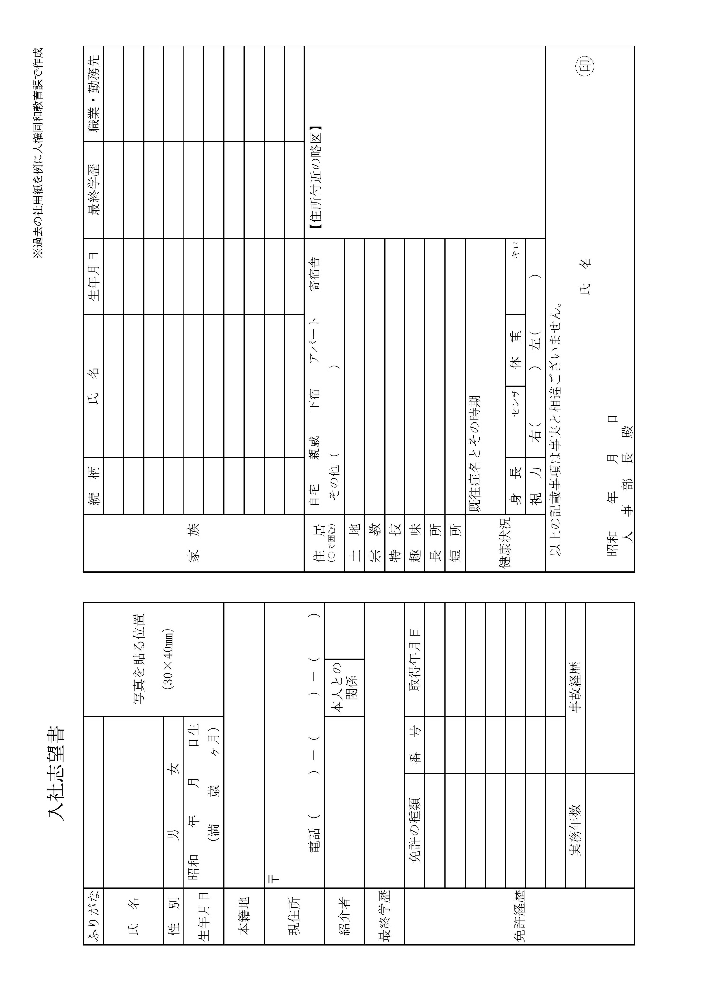 ※過去の社用紙を例に人権同和教育課で作成
入社志望書
ふりがな
氏 名
写真を貼る位置
(30×40mm)
性 別 男 女
生年月日 昭和 年 月 日生
(満 歳 ヶ月)
本籍地
現住所 〒
電話 ( ) － ( ) － ( )
紹介者 本人との
関係
最終学歴
免許経歴 免許の種類 番 号 取得年月日
実務年数 事故経歴
家 族 続 柄 氏 名 生年月日 最終学歴 職業・勤務先
住 居
(○で囲む)
自宅 親戚 下宿 アパート 寄宿舎
その他 ( )
【住所付近の略図】
土 地
宗 教
特 技
趣 味
長 所
短 所
健康状況 既往症名とその時期
身 長 センチ 体 重 キロ
視 力 右( ) 左( )
以上の記載事項は事実と相違ございません。
氏 名 印
昭和 年 月 日
人 事 部 長 殿